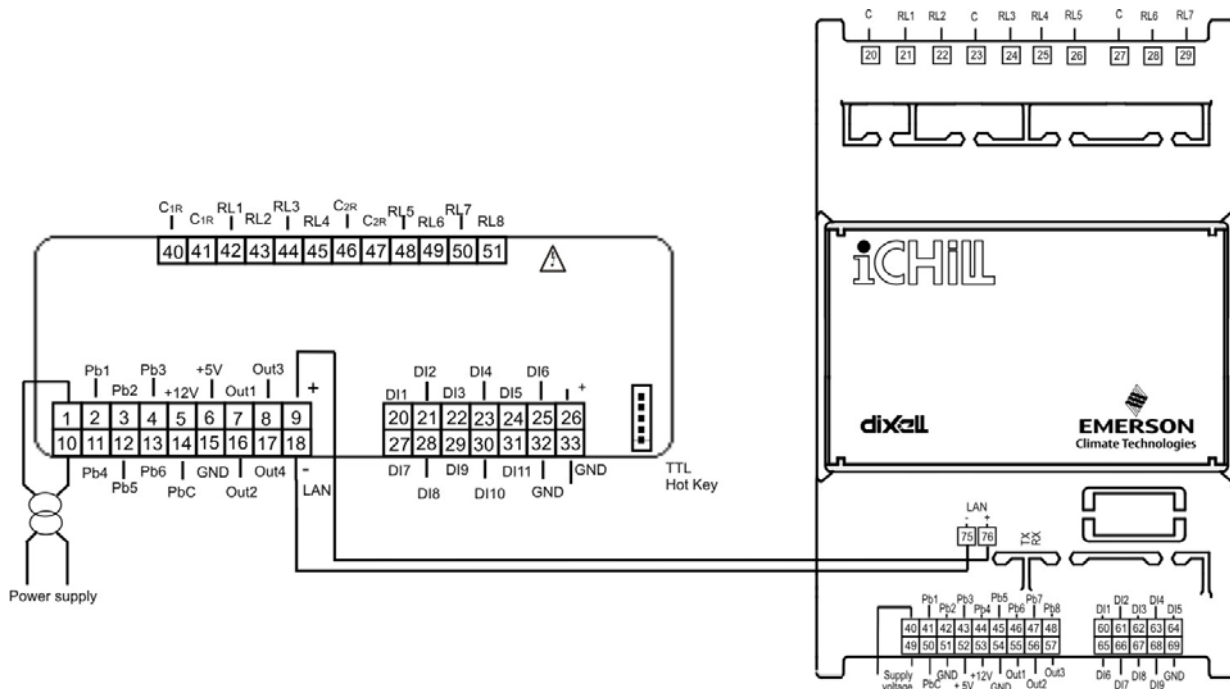 C RL1 RL2 C RL3 RL4 RL5 C RL6 RL7
20 21 22 23 24 25 26 27 28 29
C1R RL1 RL3 C2R RL5 RL7
C1R RL2 RL4 C2R RL6 RL8
40 41 42 43 44 45 46 47 48 49 50 51
iCHILL
dixell
EMERSON
Climate Technologies
Pb1 Pb3 +5V Out3
Pb2 +12V Out1 +
1 2 3 4 5 6 7 8 9
10 11 12 13 14 15 16 17 18
Pb4 Pb6 GND Out4 -
Pb5 PbC Out2 LAN
DI2 DI4 DI6 +
DI1 DI3 DI5
20 21 22 23 24 25 26
27 28 29 30 31 32 33
DI7 DI9 DI11 GND
DI8 DI10 GND
TTL
Hot Key
Power supply
LAN
- +
75 76
TX
RX
Pb1 Pb3 Pb5 Pb7
Pb2 Pb4 Pb6 Pb8
40 41 42 43 44 45 46 47 48
49 50 51 52 53 54 55 56 57
Supply voltage
GND +12V Out1 Out3
PbC +5V GND Out2
DI2 DI4
DI1 DI3 DI5
60 61 62 63 64
65 66 67 68 69
DI6 DI8 GND
DI7 DI9